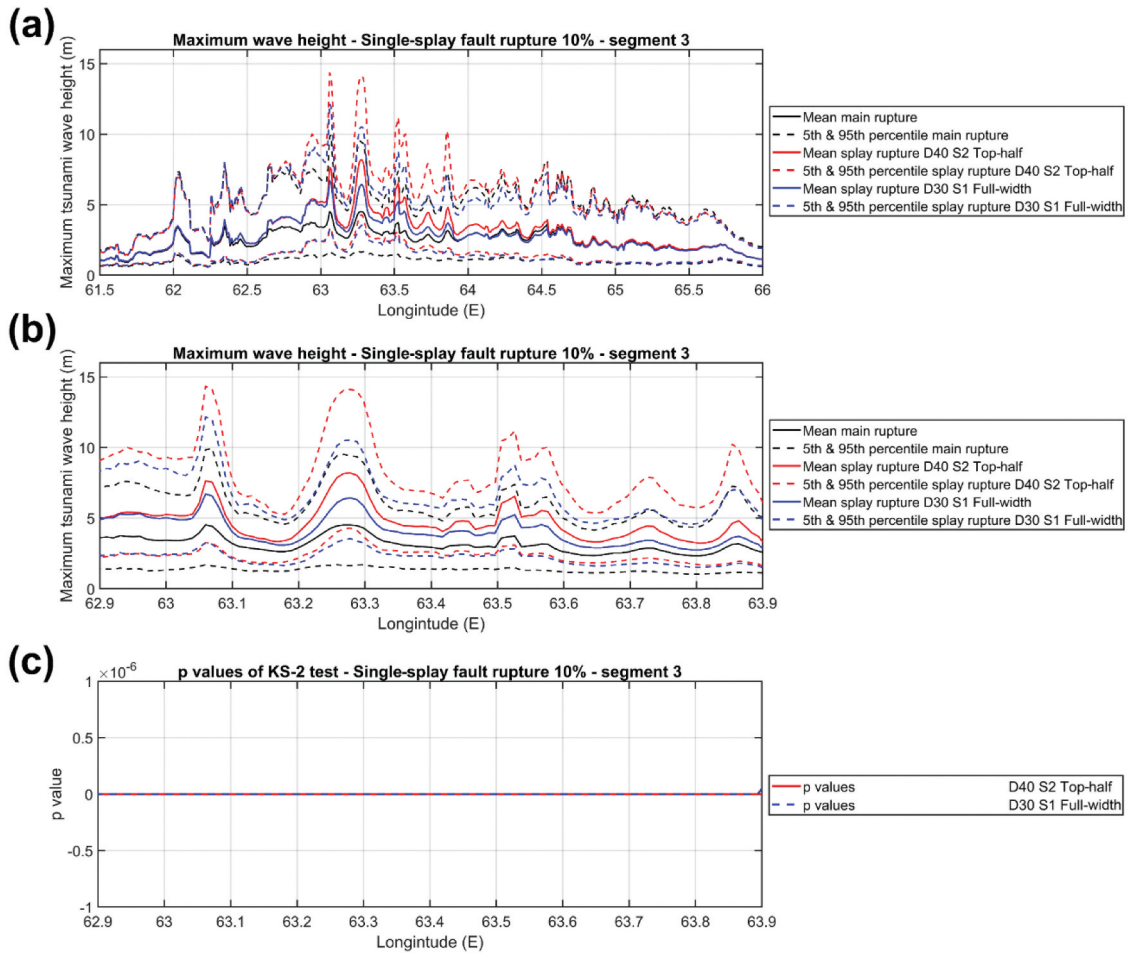 (a)
Maximum wave height - Single-splay fault rupture 10% - segment 3
Maximum tsunami wave height (m)
15
10
5
0
61.5 62 62.5 63 63.5 64 64.5 65 65.5 66
Longintude (E)
Mean main rupture
5th & 95th percentile main rupture
Mean splay rupture D40 S2 Top-half
5th & 95th percentile splay rupture D40 S2 Top-half
Mean splay rupture D30 S1 Full-width
5th & 95th percentile splay rupture D30 S1 Full-width
(b)
Maximum wave height - Single-splay fault rupture 10% - segment 3
Maximum tsunami wave height (m)
15
10
5
0
62.9 63 63.1 63.2 63.3 63.4 63.5 63.6 63.7 63.8 63.9
Longintude (E)
Mean main rupture
5th & 95th percentile main rupture
Mean splay rupture D40 S2 Top-half
5th & 95th percentile splay rupture D40 S2 Top-half
Mean splay rupture D30 S1 Full-width
5th & 95th percentile splay rupture D30 S1 Full-width
(c)
×10⁻⁶
p values of KS-2 test - Single-splay fault rupture 10% - segment 3
p value
1
0.5
0
-0.5
-1
62.9 63 63.1 63.2 63.3 63.4 63.5 63.6 63.7 63.8 63.9
Longintude (E)
p values D40 S2 Top-half
p values D30 S1 Full-width